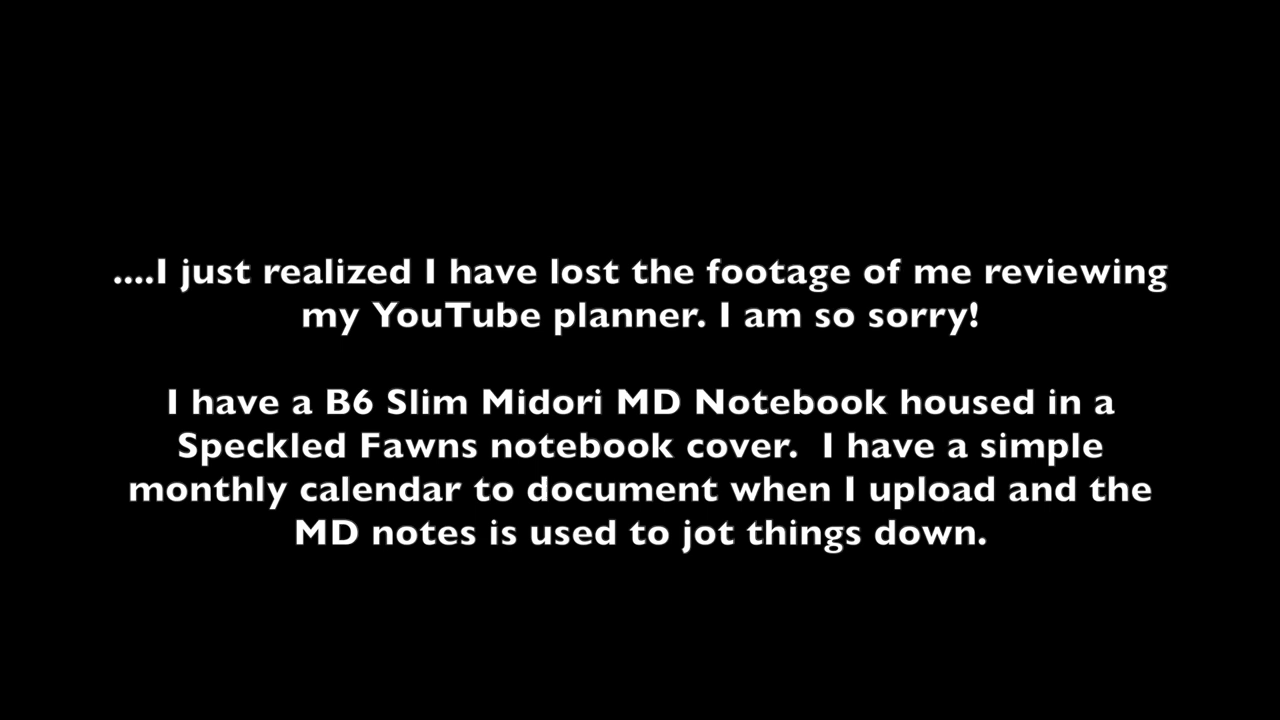 ....I just realized I have lost the footage of me reviewing
my YouTube planner. I am so sorry!
I have a B6 Slim Midori MD Notebook housed in a
Speckled Fawns notebook cover.  I have a simple
monthly calendar to document when I upload and the
MD notes is used to jot things down.